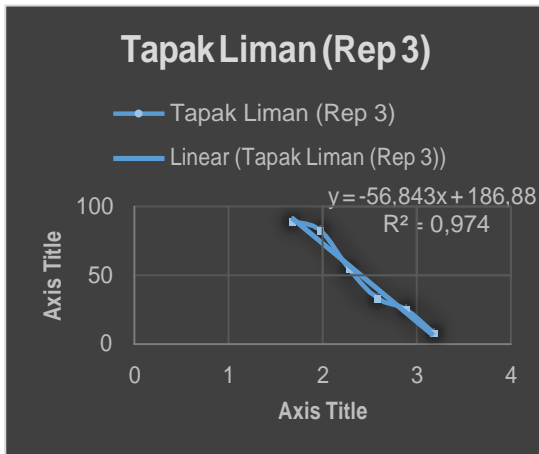 Tapak Liman (Rep 3)
Tapak Liman (Rep 3)
Linear (Tapak Liman (Rep 3))
y = -56,843x + 186,88
R² = 0,974
100
50
0
0 1 2 3 4
Axis Title
Axis Title